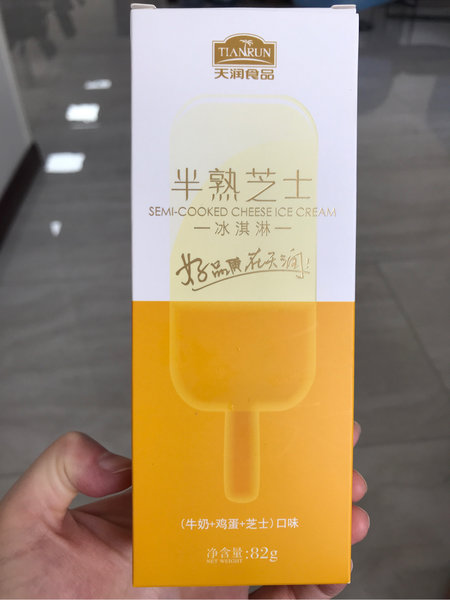 TIANRUN
天润食品
半熟芝士
SEMI-COOKED CHEESE ICE CREAM
冰淇淋
好品质在天润
(牛奶+鸡蛋+芝士)口味
净含量:82g
NET WEIGHT